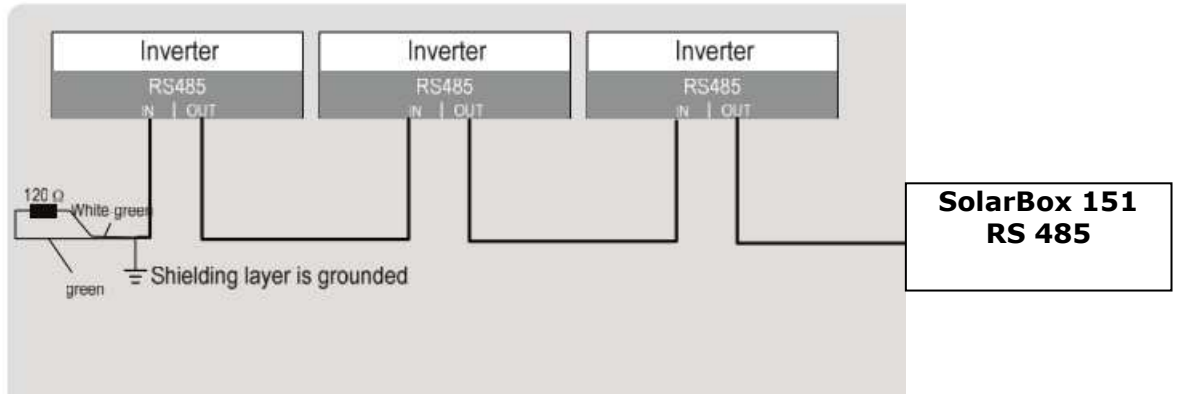 Inverter
RS485
IN | OUT
Inverter
RS485
IN | OUT
Inverter
RS485
IN | OUT
120 Ω
White green
green
Shielding layer is grounded
SolarBox 151
RS 485